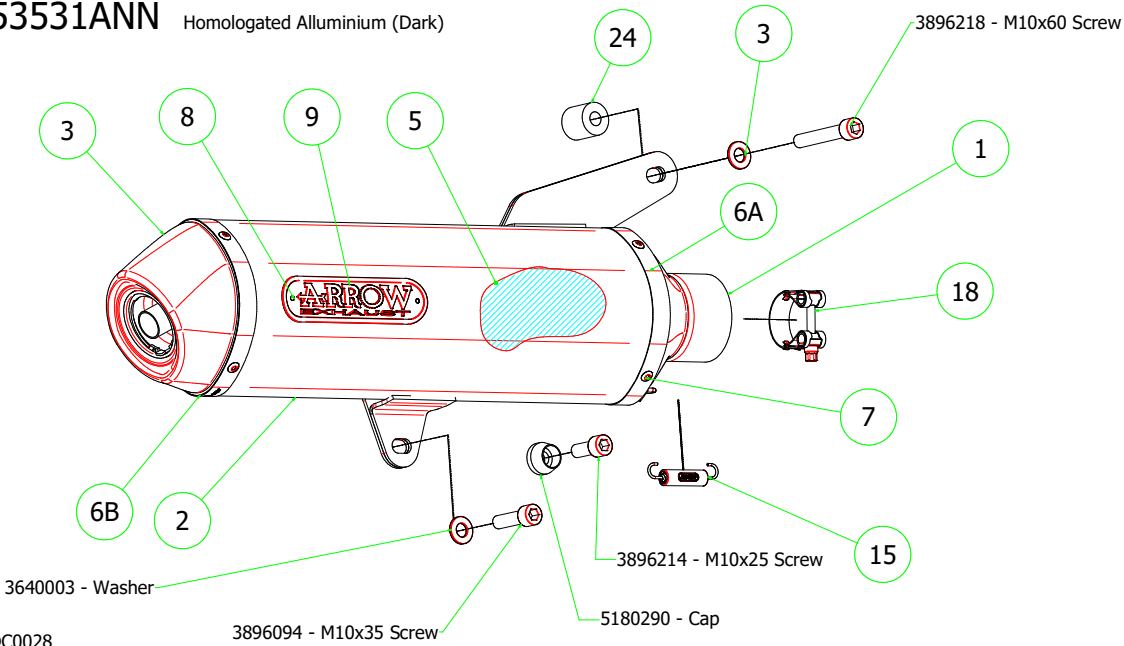 53531ANN Homologated Alluminium (Dark)
3896218 - M10x60 Screw
24
3
3
8
9
5
1
6A
18
ARROW
EXHAUST
7
6B
2
15
3896214 - M10x25 Screw
3640003 - Washer
5180290 - Cap
3896094 - M10x35 Screw
C0028